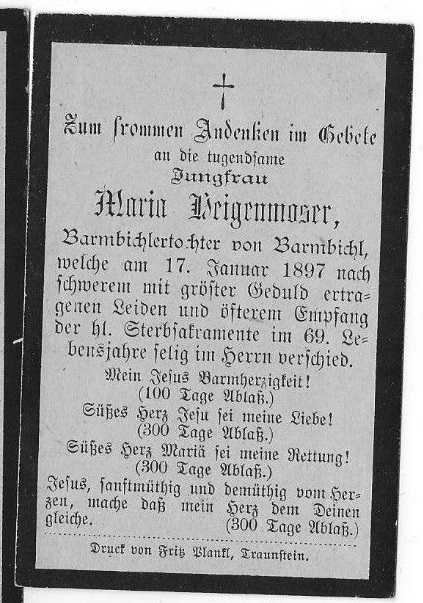 Zum frommen Andenken im Gebete
an die tugendsame
Jungfrau
Maria Beigenmoser,
Barmbichlertochter von Barmbichl,
welche am 17. Januar 1897 nach
schwerem mit gröster Geduld ertra-
genen Leiden und öfterem Empfang
der hl. Sterbsakramente im 69. Le-
bensjahre selig im Herrn verschied.
Mein Jesus Barmherzigkeit!
(100 Tage Ablaß.)
Süßes Herz Jesu sei meine Liebe!
(300 Tage Ablaß.)
Süßes Herz Mariä sei meine Rettung!
(300 Tage Ablaß.)
Jesus, sanftmüthig und demüthig vom Her-
zen, mache daß mein Herz dem Deinen
gleiche. (300 Tage Ablaß.)
Druck von Fritz Plankl, Traunstein.